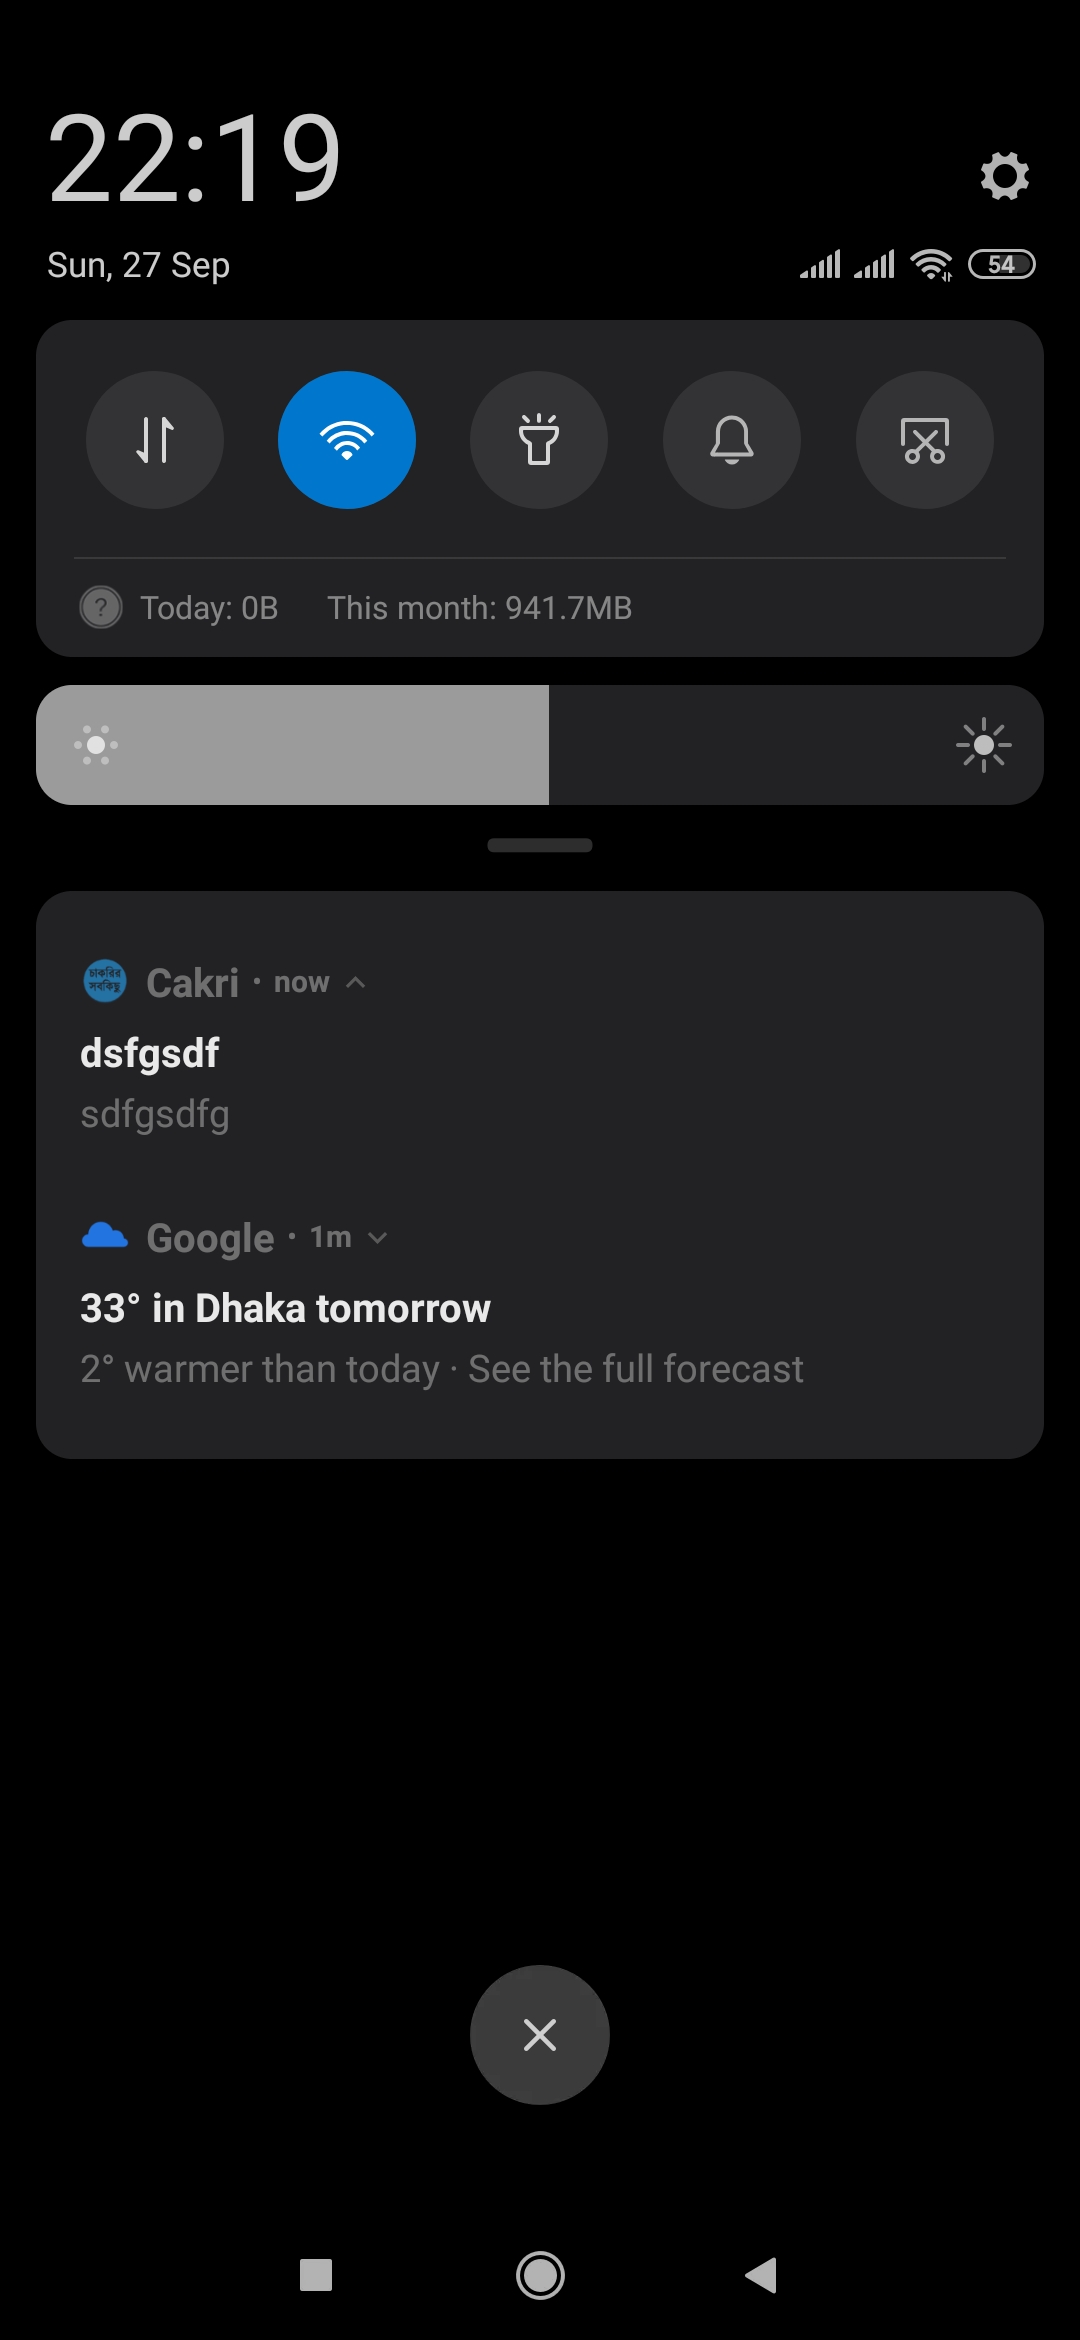 22:19
Sun, 27 Sep
54
? Today: 0B This month: 941.7MB
চাকরির
সবকিছু
Cakri · now
dsfgsdf
sdfgsdfg
Google · 1m
33° in Dhaka tomorrow
2° warmer than today · See the full forecast